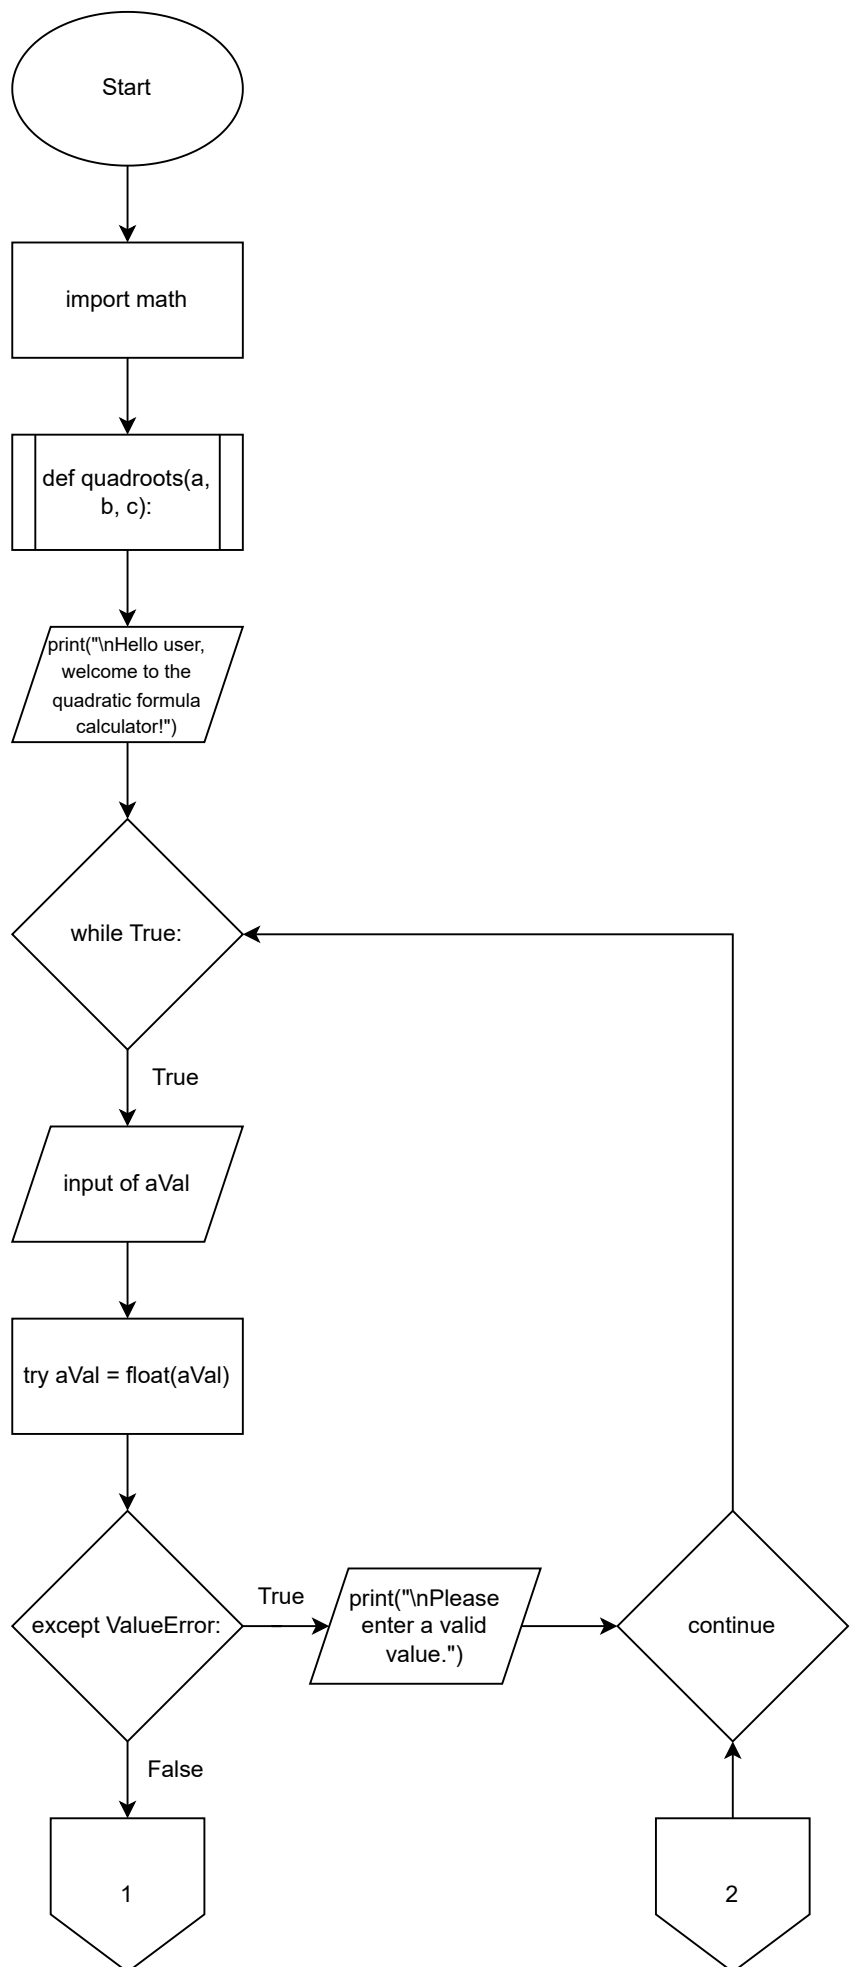 Start
import math
def quadroots(a,
b, c):
print("\nHello user,
welcome to the
quadratic formula
calculator!")
while True:
True
input of aVal
try aVal = float(aVal)
except ValueError:
True
print("\nPlease
enter a valid
value.")
continue
False
1
2